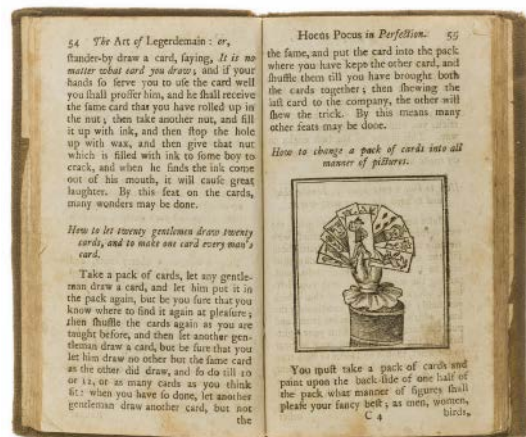 54 The Art of Legerdemain : or,
ſtander-by draw a card, ſaying, It is no
matter what card you draw; and if your
hands ſo ſerve you to uſe the card well
you ſhall proffer him, and he ſhall receive
the ſame card that you have rolled up in
the nut; then take another nut, and fill
it up with ink, and then ſtop the hole
up with wax, and then give that nut
which is filled with ink to ſome boy to
crack, and when he finds the ink come
out of his mouth, it will cauſe great
laughter. By this feat on the cards,
many wonders may be done.
How to let twenty gentlemen draw twenty
cards, and to make one card every man's
card.
Take a pack of cards, let any gentle-
man draw a card, and let him put it in
the pack again, but be you ſure that you
know where to find it again at pleaſure;
then ſhuffle the cards again as you are
taught before, and then let another gen-
tleman draw a card, but be ſure that you
let him draw no other but the ſame card
as the other did draw, and ſo do till 10
or 12, or as many cards as you think
fit: when you have ſo done, let another
gentleman draw another card, but not
the
Hocus Pocus in Perfection. 55
the ſame, and put the card into the pack
where you have kept the other card, and
ſhuffle them till you have brought both
the cards together; then ſhewing the
laſt card to the company, the other will
ſhew the trick. By this means many
other feats may be done.
How to change a pack of cards into all
manner of pictures.
You muſt take a pack of cards and
paint upon the back-ſide of one half of
the pack what manner of figures ſhall
pleaſe your fancy beſt; as men, women,
C 4 birds,